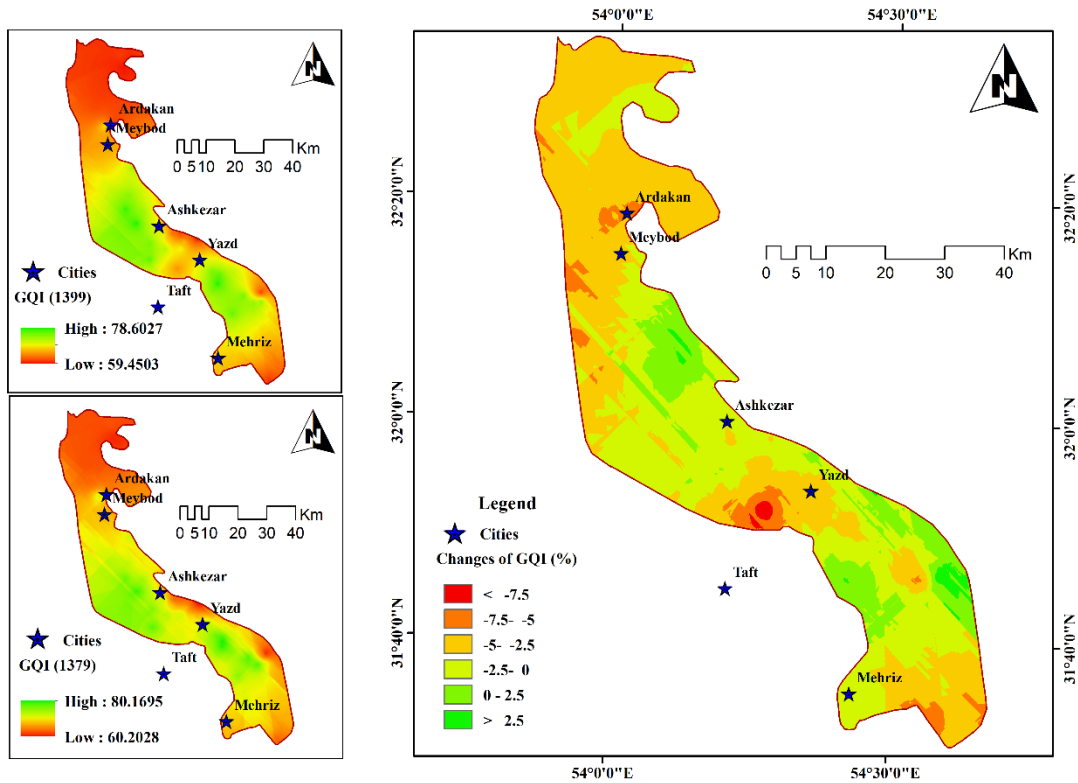 N
Ardakan
Meybod
Km
0 5 10 20 30 40
Ashkezar
Yazd
Cities
GQI (1399)
Taft
High : 78.6027
Low : 59.4503
Mehriz
N
Ardakan
Meybod
Km
0 5 10 20 30 40
Ashkezar
Yazd
Cities
Taft
GQI (1379)
High : 80.1695
Low : 60.2028
Mehriz
54°0'0"E 54°30'0"E
N
32°20'0"N 32°20'0"N
Ardakan
Meybod
Km
0 5 10 20 30 40
32°0'0"N 32°0'0"N
Ashkezar
Yazd
Legend
Cities
Changes of GQI (%)
< -7.5
-7.5- -5
-5- -2.5
-2.5- 0
0 - 2.5
> 2.5
Taft
31°40'0"N 31°40'0"N
Mehriz
54°0'0"E 54°30'0"E